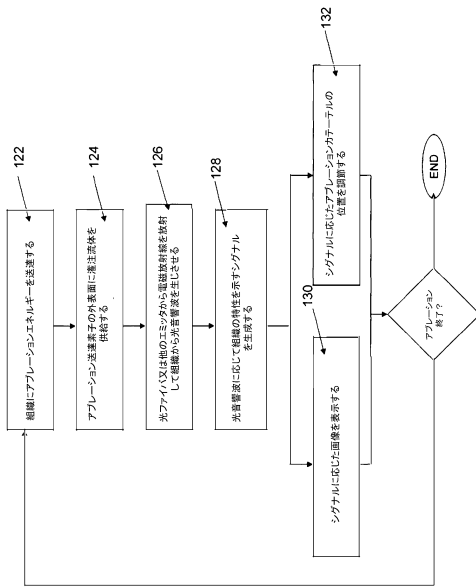 組織にアブレーションエネルギーを送達する
122
アブレーション送達素子の外表面に灌注流体を
供給する
124
光ファイバ又は他のエミッタから電磁放射線を放射
して組織から光音響波を生じさせる
126
光音響波に応じて組織の特性を示すシグナル
を生成する
128
シグナルに応じた画像を表示する
130
シグナルに応じたアブレーションカテーテルの
位置を調節する
132
アブレーション
終了?
END